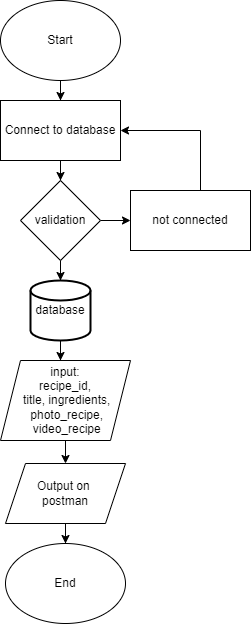 Start
Connect to database
validation
not connected
database
input:
recipe_id,
title, ingredients,
photo_recipe,
video_recipe
Output on
postman
End